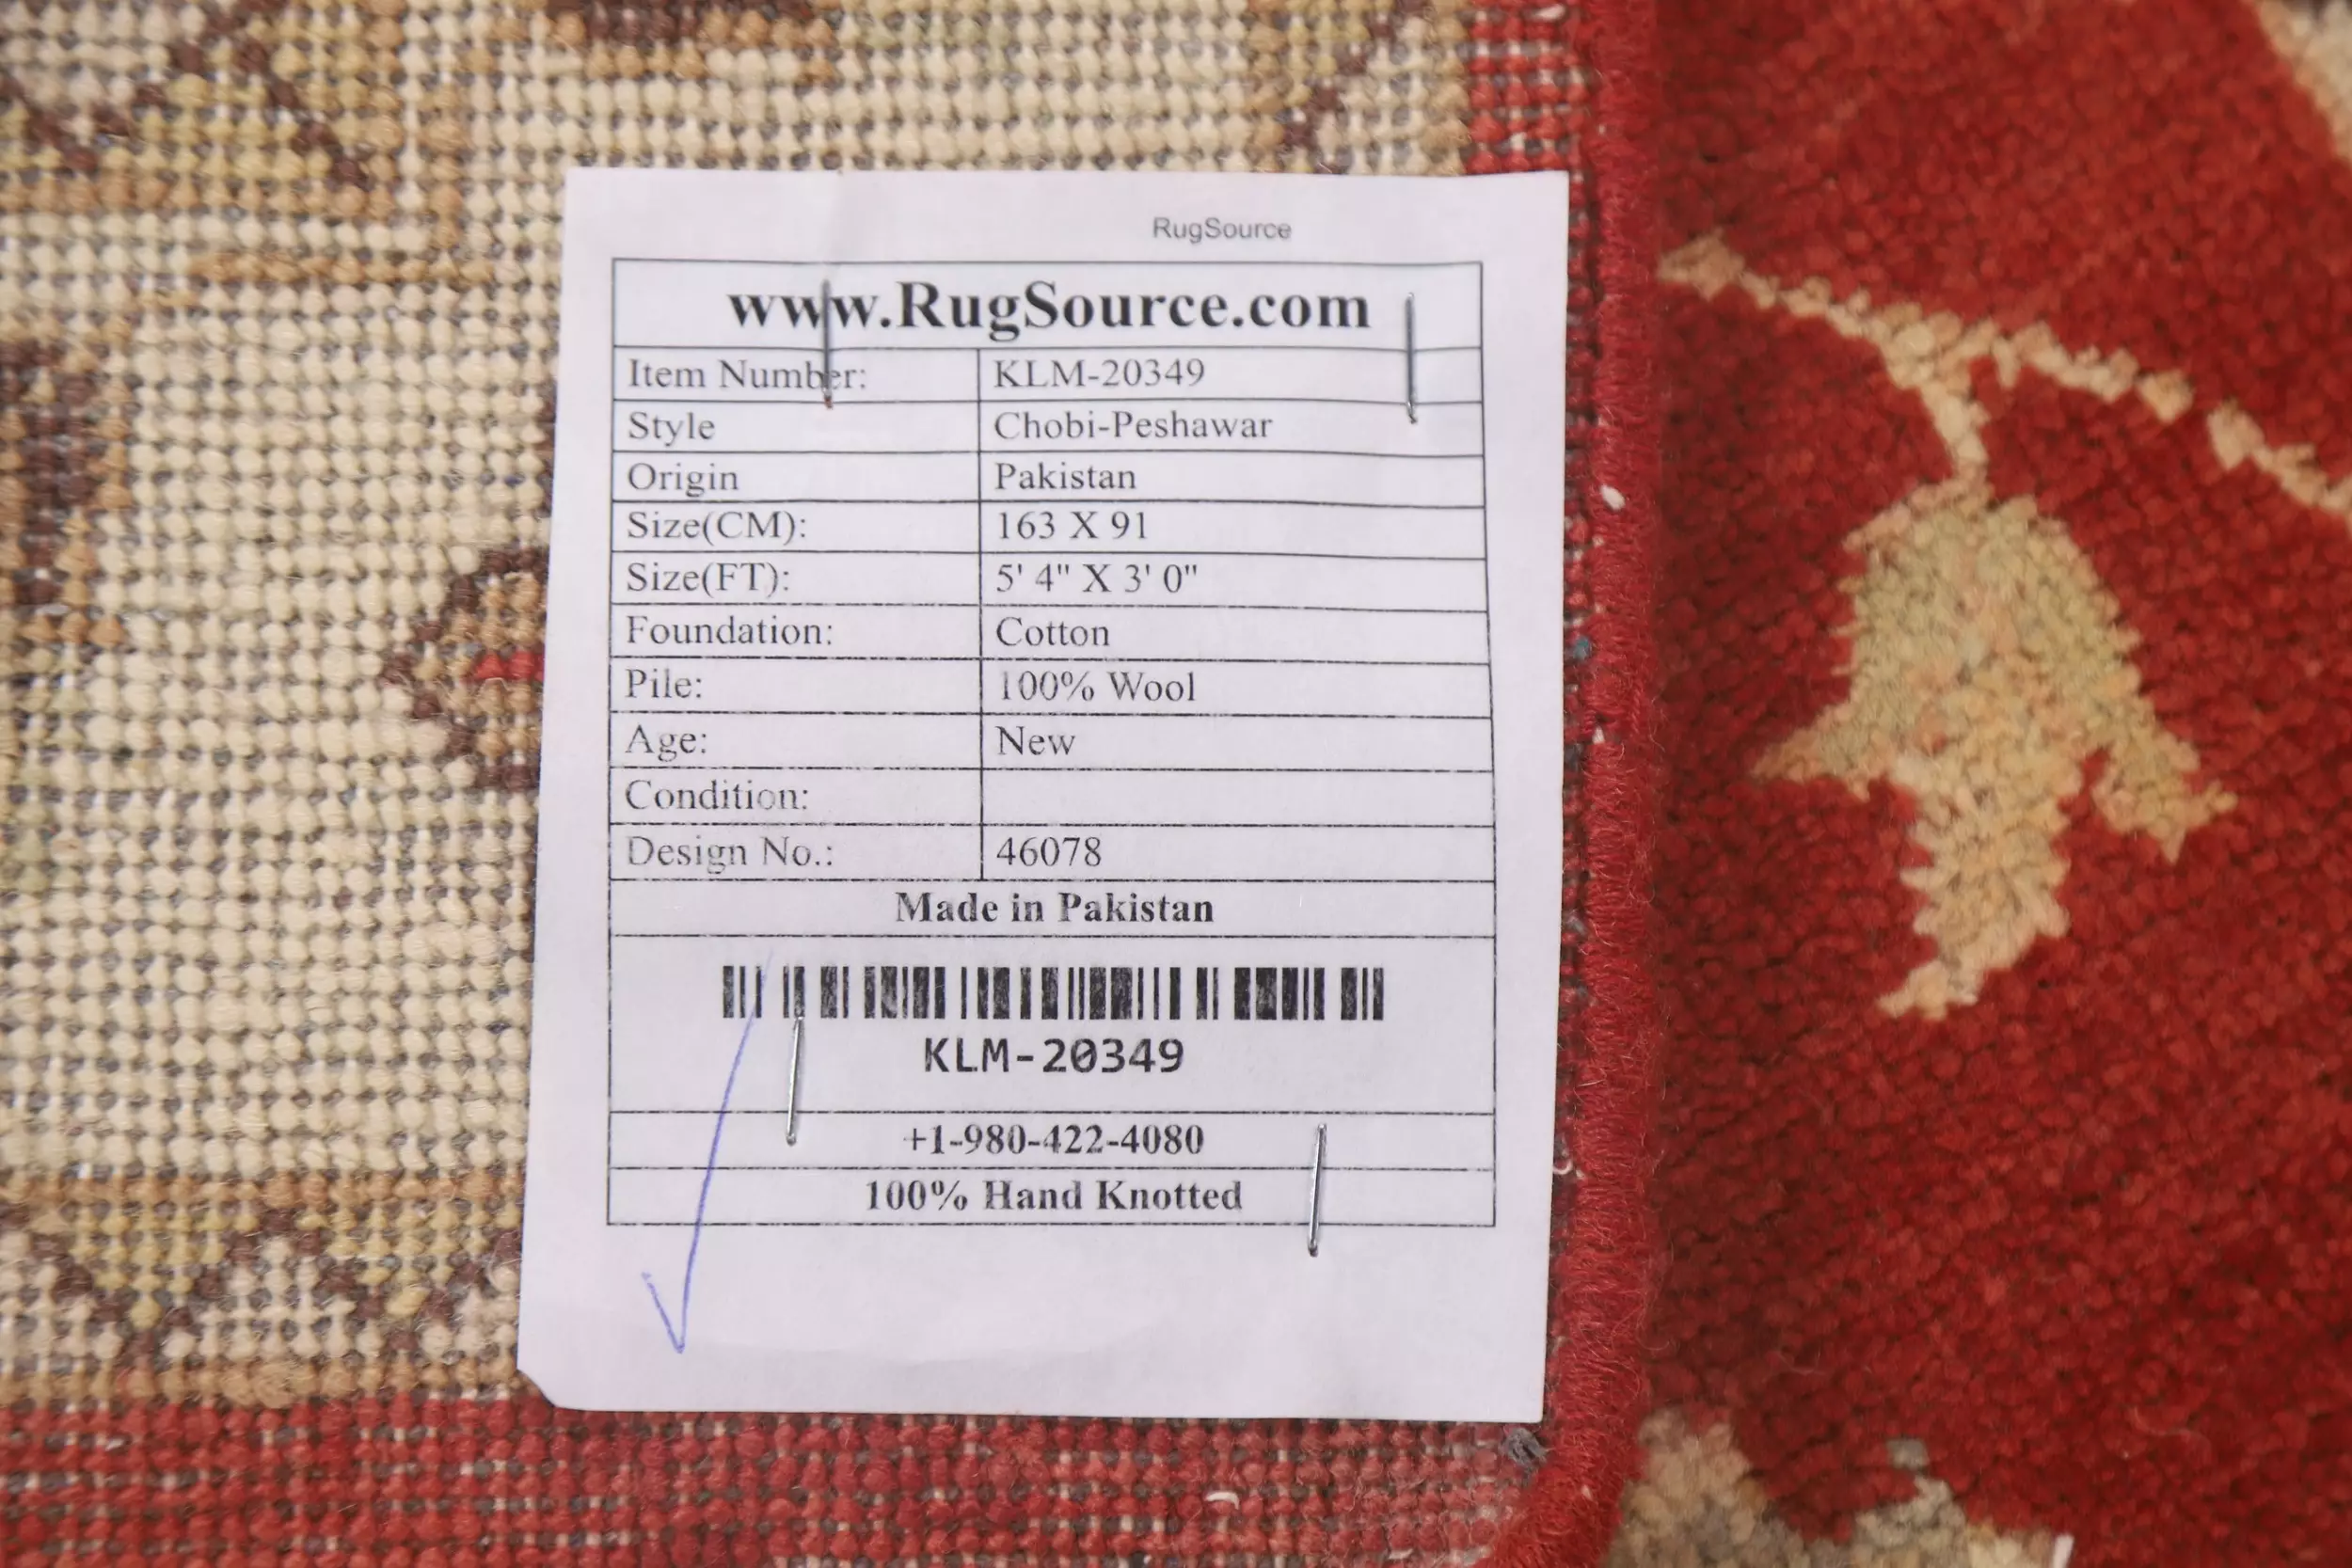 RugSource
www.RugSource.com
Item Number: KLM-20349
Style Chobi-Peshawar
Origin Pakistan
Size(CM): 163 X 91
Size(FT): 5' 4" X 3' 0"
Foundation: Cotton
Pile: 100% Wool
Age: New
Condition:
Design No.: 46078
Made in Pakistan
KLM-20349
+1-980-422-4080
100% Hand Knotted